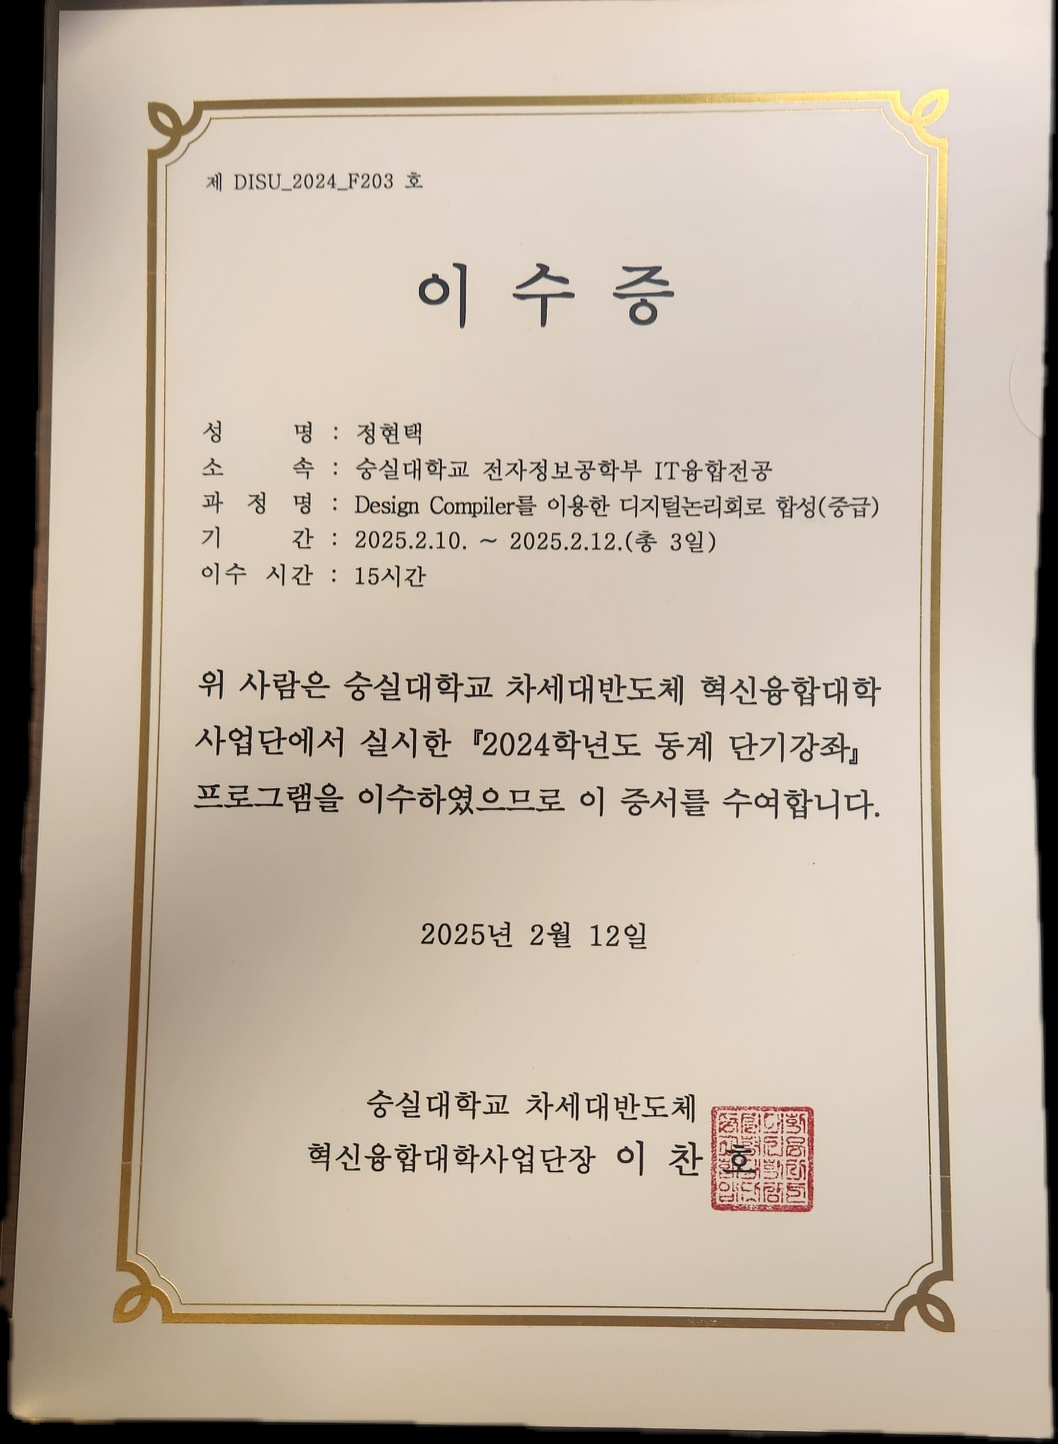 제 DISU_2024_F203 호
이 수 증
성 명 : 정현택
소 속 : 숭실대학교 전자정보공학부 IT융합전공
과 정 명 : Design Compiler를 이용한 디지털논리회로 합성(중급)
기 간 : 2025.2.10. ~ 2025.2.12.(총 3일)
이수 시간 : 15시간
위 사람은 숭실대학교 차세대반도체 혁신융합대학
사업단에서 실시한 『2024학년도 동계 단기강좌』
프로그램을 이수하였으므로 이 증서를 수여합니다.
2025년 2월 12일
숭실대학교 차세대반도체
혁신융합대학사업단장 이 찬 호